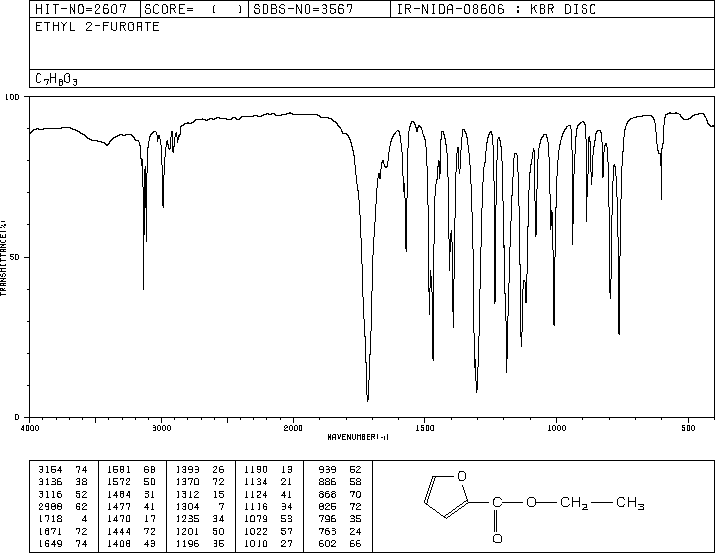 HIT-NO=2607 SCORE= ( ) SDBS-NO=3567 IR-NIDA-08606 : KBR DISC
ETHYL 2-FUROATE
C7H8O3
100
50
0
TRANSMITTANCE(%)
4000 3000 2000 1500 1000 500
WAVENUMBER(-1)
3154 74 1581 68 1393 26 1190 13 939 52
3136 38 1572 50 1370 72 1134 21 886 58
3116 52 1484 31 1312 15 1124 41 868 70
2988 62 1477 41 1304 7 1116 34 825 72
1718 4 1470 17 1235 34 1079 53 796 35
1671 72 1444 72 1201 50 1022 57 763 24
1649 74 1408 43 1196 36 1010 27 602 66
O
C O CH2 CH3
O